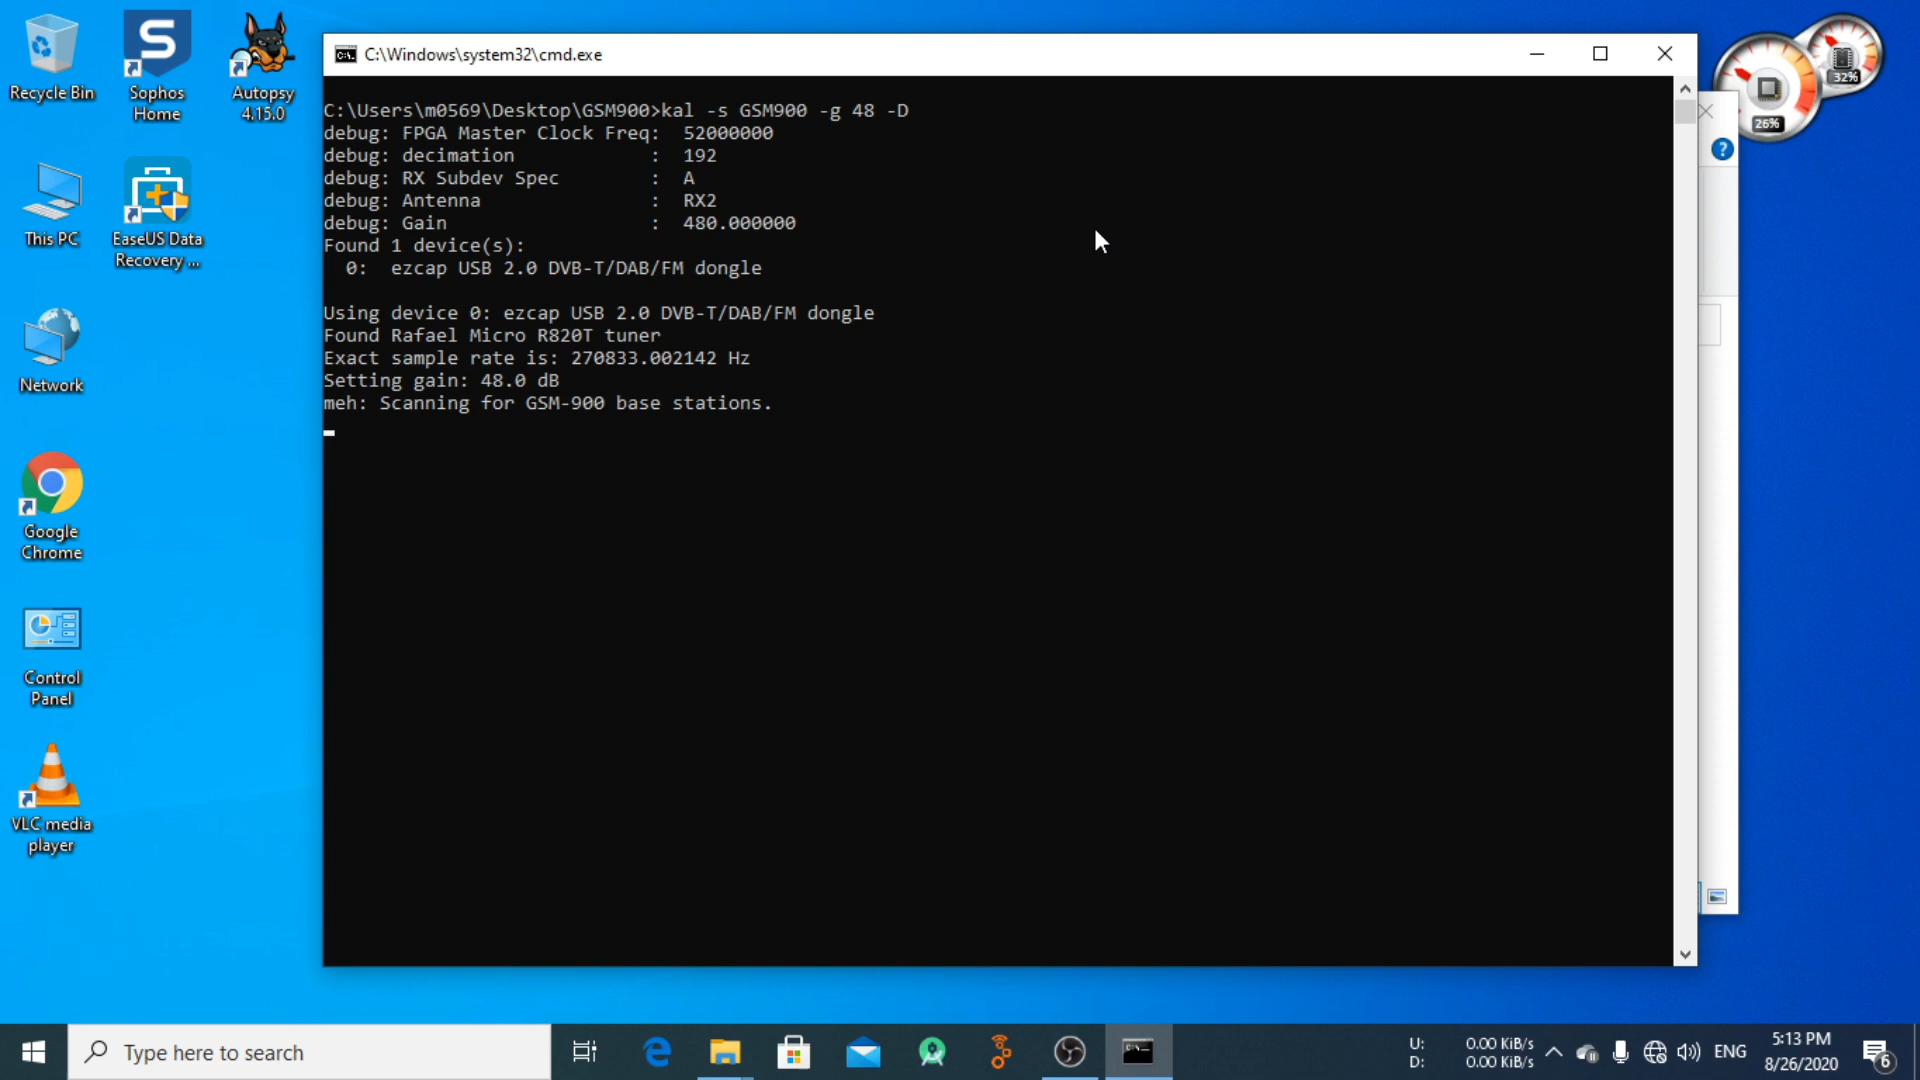 Recycle Bin
Sophos
Home
Autopsy
4.15.0
This PC
EaseUS Data
Recovery ...
Network
Google
Chrome
Control
Panel
VLC media
player
C:\Windows\system32\cmd.exe
C:\Users\m0569\Desktop\GSM900>kal -s GSM900 -g 48 -D
debug: FPGA Master Clock Freq: 52000000
debug: decimation : 192
debug: RX Subdev Spec : A
debug: Antenna : RX2
debug: Gain : 480.000000
Found 1 device(s):
0: ezcap USB 2.0 DVB-T/DAB/FM dongle
Using device 0: ezcap USB 2.0 DVB-T/DAB/FM dongle
Found Rafael Micro R820T tuner
Exact sample rate is: 270833.002142 Hz
Setting gain: 48.0 dB
meh: Scanning for GSM-900 base stations.
32%
26%
Type here to search
U: 0.00 KiB/s
D: 0.00 KiB/s
ENG
5:13 PM
8/26/2020
6